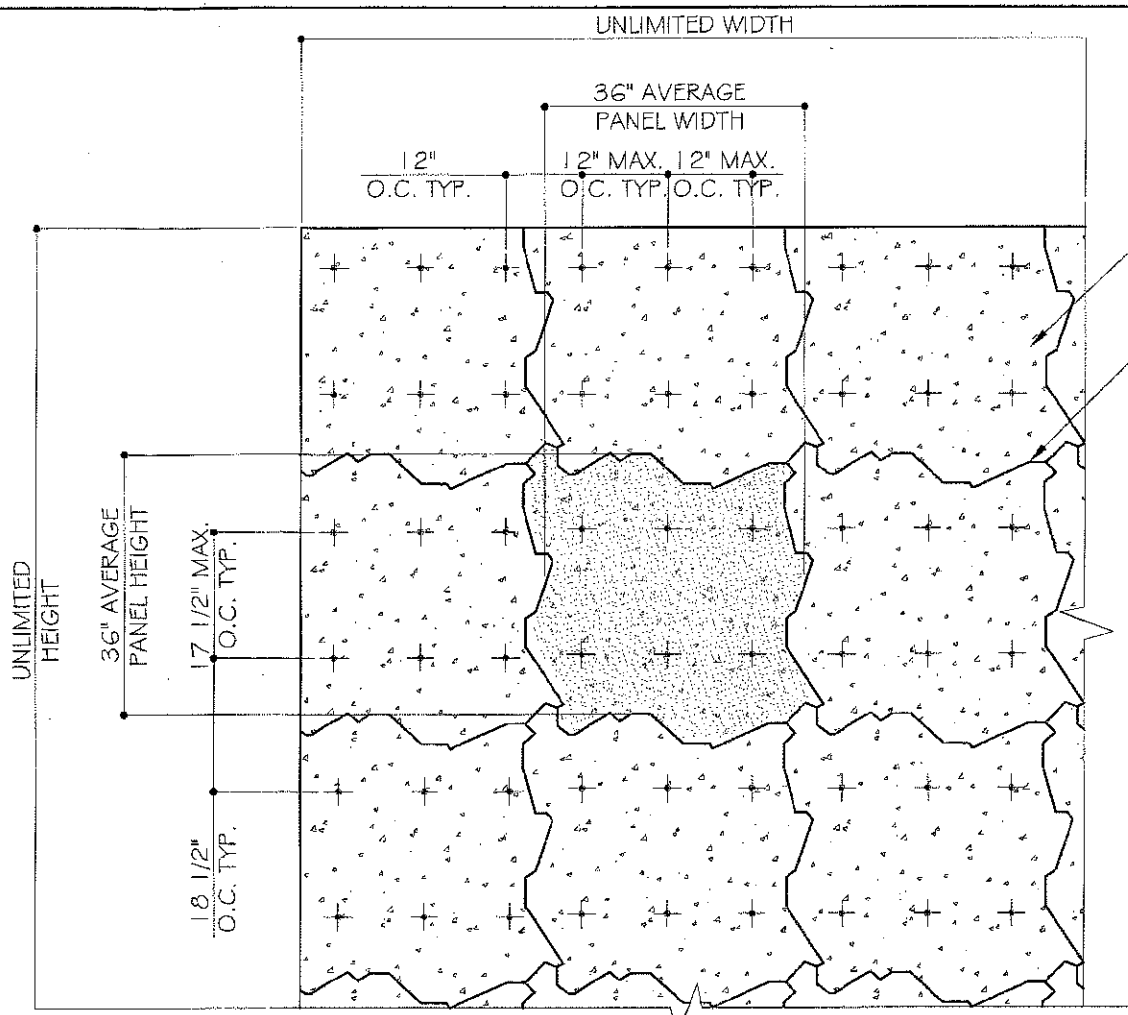 UNLIMITED WIDTH
36" AVERAGE
PANEL WIDTH
12"
O.C. TYP.
12" MAX.
O.C. TYP.
12" MAX.
O.C. TYP.
UNLIMITED
HEIGHT
36" AVERAGE
PANEL HEIGHT
17 1/2" MAX.
O.C. TYP.
18 1/2"
O.C. TYP.